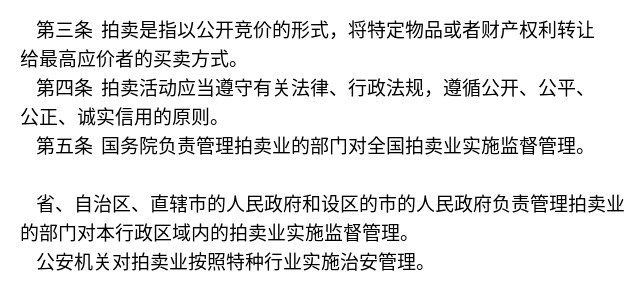 第三条 拍卖是指以公开竞价的形式，将特定物品或者财产权利转让
给最高应价者的买卖方式。
第四条 拍卖活动应当遵守有关法律、行政法规，遵循公开、公平、
公正、诚实信用的原则。
第五条 国务院负责管理拍卖业的部门对全国拍卖业实施监督管理。
省、自治区、直辖市的人民政府和设区的市的人民政府负责管理拍卖业
的部门对本行政区域内的拍卖业实施监督管理。
公安机关对拍卖业按照特种行业实施治安管理。